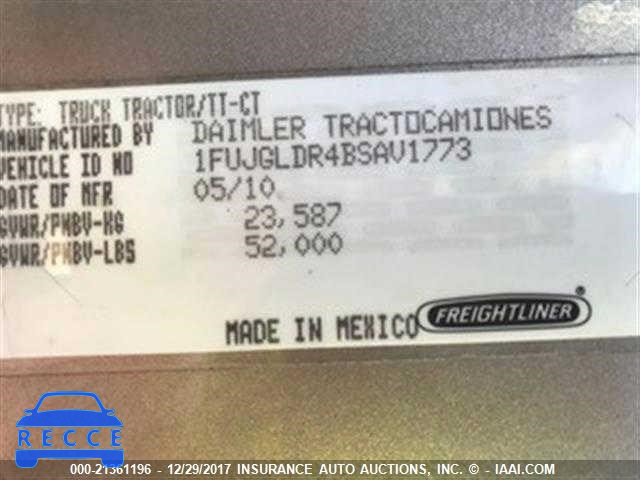 TYPE: TRUCK TRACTOR/TT-CT
MANUFACTURED BY DAIMLER TRACTOCAMIONES
VEHICLE ID NO 1FUJGLDR4BSAV1773
DATE OF MFR 05/10
GVWR/PNBV-KG 23,587
GVWR/PNBV-LBS 52,000
MADE IN MEXICO FREIGHTLINER ®
RECCE
000-21361196 - 12/29/2017 INSURANCE AUTO AUCTIONS, INC. © - IAAI.COM